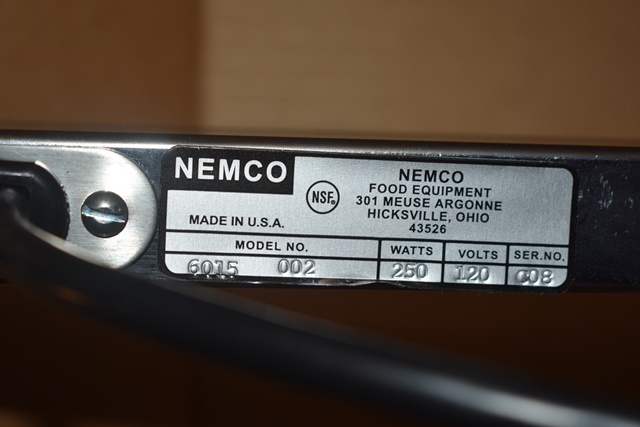 NEMCO
NSF®
MADE IN U.S.A.
NEMCO
FOOD EQUIPMENT
301 MEUSE ARGONNE
HICKSVILLE, OHIO
43526
MODEL NO. WATTS VOLTS SER.NO.
6015 002 250 120 C08